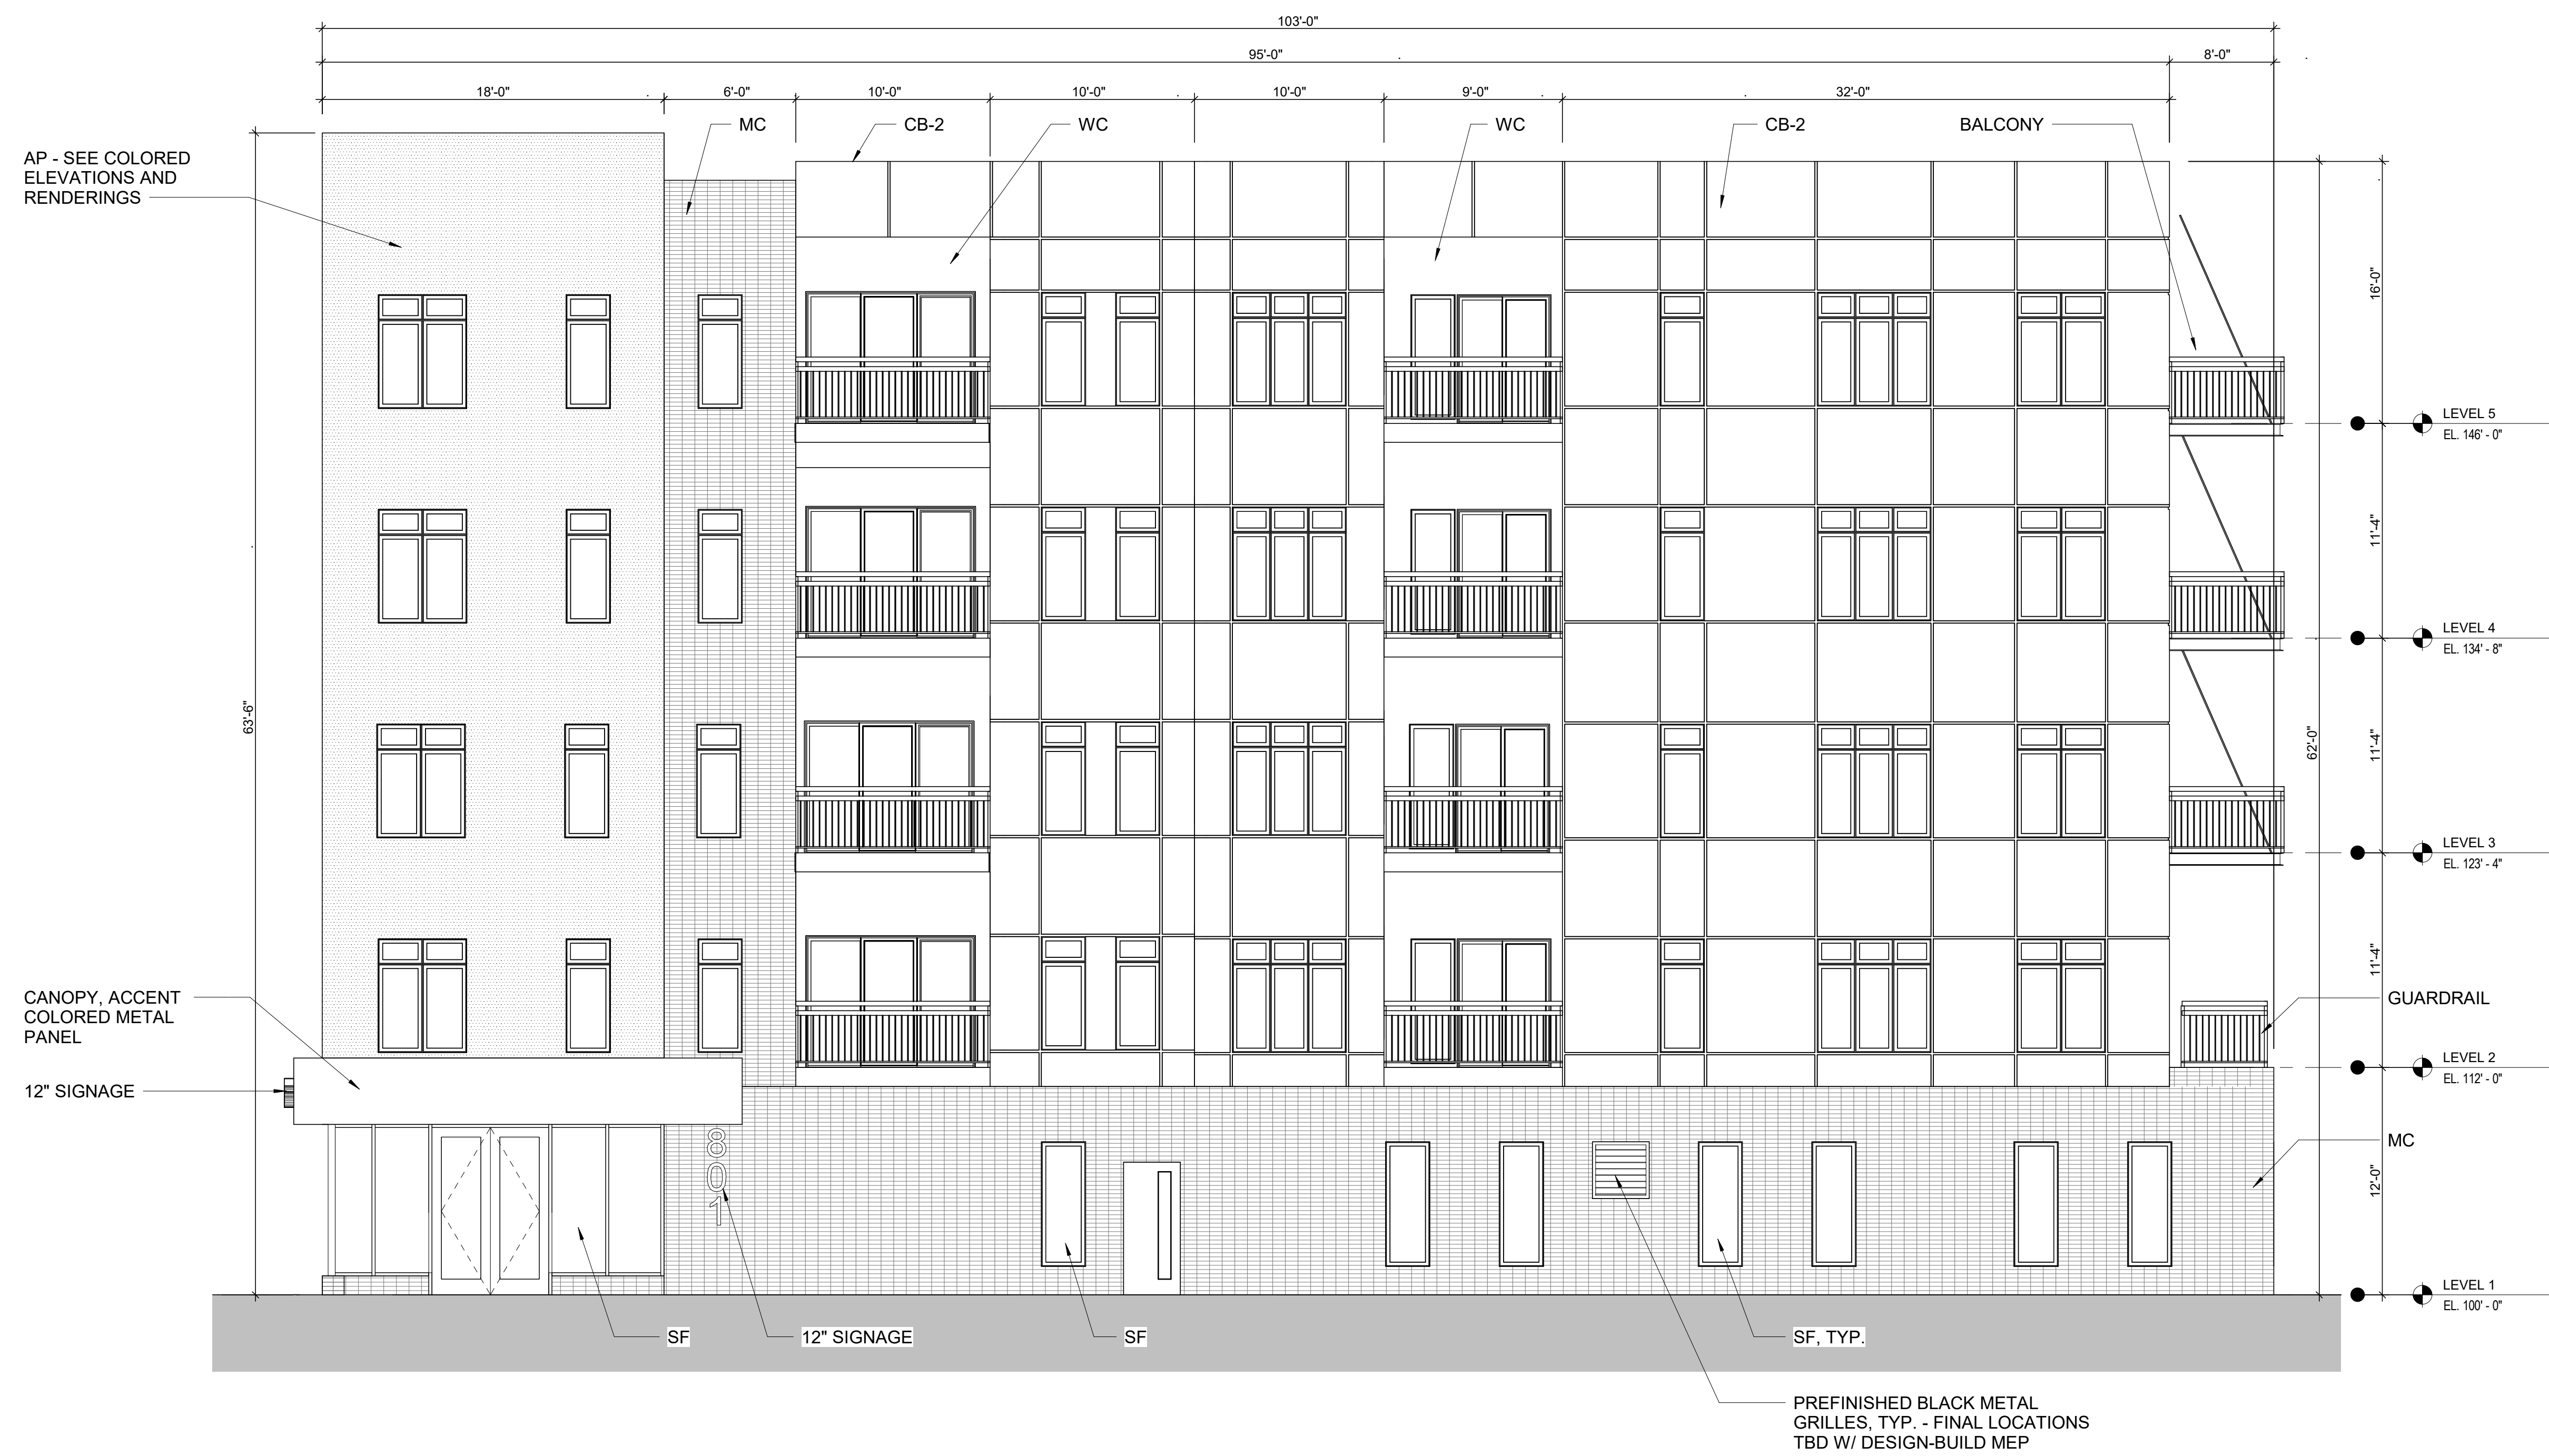 103'-0"
95'-0"
8'-0"
18'-0"
6'-0"
10'-0"
10'-0"
10'-0"
9'-0"
32'-0"
MC
CB-2
WC
WC
CB-2
BALCONY
AP - SEE COLORED
ELEVATIONS AND
RENDERINGS
16'-0"
LEVEL 5
EL. 146' - 0"
11'-4"
LEVEL 4
EL. 134' - 8"
63'-6"
62'-0"
11'-4"
LEVEL 3
EL. 123' - 4"
11'-4"
CANOPY, ACCENT
COLORED METAL
PANEL
GUARDRAIL
LEVEL 2
EL. 112' - 0"
12" SIGNAGE
8
0
1
MC
12'-0"
LEVEL 1
EL. 100' - 0"
SF
12" SIGNAGE
SF
SF, TYP.
PREFINISHED BLACK METAL
GRILLES, TYP. - FINAL LOCATIONS
TBD W/ DESIGN-BUILD MEP